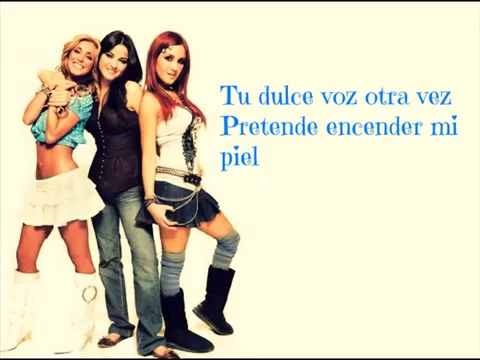 Tu dulce voz otra vez
Pretende encender mi
piel